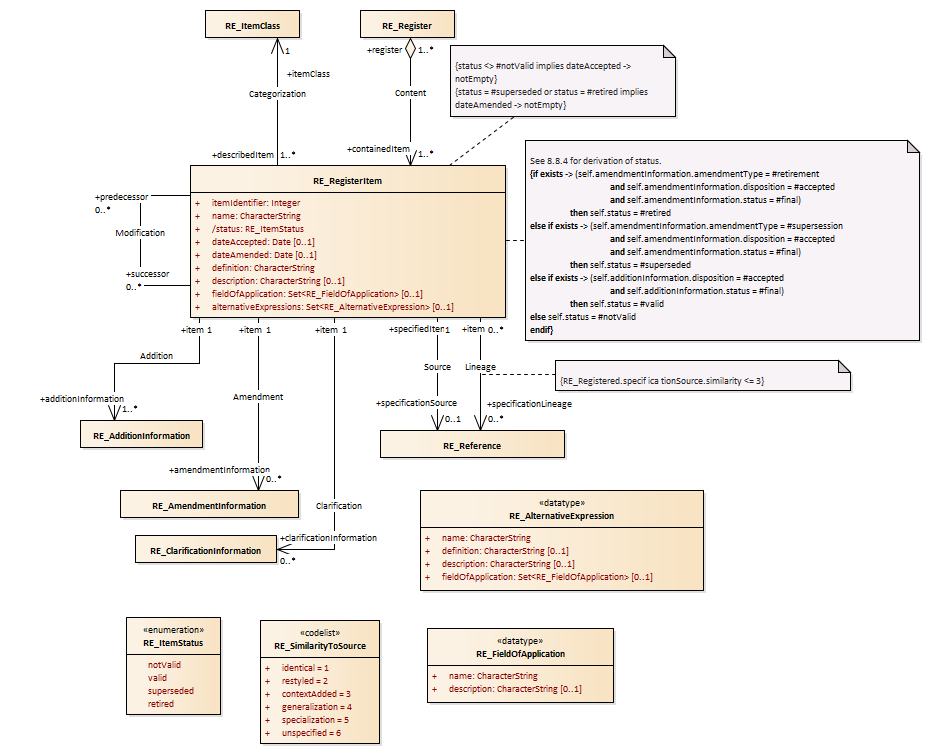 RE_ItemClass
RE_Register
1
+itemClass
Categorization
+describedItem 1..*
+register 1..*
Content
+containedItem
1..*
{status <> #notValid implies dateAccepted ->
notEmpty}
{status = #superseded or status = #retired implies
dateAmended -> notEmpty}
See 8.8.4 for derivation of status.
{if exists -> (self.amendmentInformation.amendmentType = #retirement
and self.amendmentInformation.disposition = #accepted
and self.amendmentInformation.status = #final)
then self.status = #retired
else if exists -> (self.amendmentInformation.amendmentType = #supersession
and self.amendmentInformation.disposition = #accepted
and self.amendmentInformation.status = #final)
then self.status = #superseded
else if exists -> (self.additionInformation.disposition = #accepted
and self.additionInformation.status = #final)
then self.status = #valid
else self.status = #notValid
endif}
RE_RegisterItem
+ itemIdentifier: Integer
+ name: CharacterString
+ /status: RE_ItemStatus
+ dateAccepted: Date [0..1]
+ dateAmended: Date [0..1]
+ definition: CharacterString
+ description: CharacterString [0..1]
+ fieldOfApplication: Set<RE_FieldOfApplication> [0..1]
+ alternativeExpressions: Set<RE_AlternativeExpression> [0..1]
+predecessor
0..*
Modification
+successor
0..*
+item 1
+item 1
+item 1
+specifiedItem 1
+item 0..*
Addition
+additionInformation
1..*
RE_AdditionInformation
Amendment
+amendmentInformation
0..*
RE_AmendmentInformation
Clarification
+clarificationInformation
0..*
RE_ClarificationInformation
Source
Lineage
{RE_Registered.specif ica tionSource.similarity <= 3}
+specificationSource
0..1
+specificationLineage
0..*
RE_Reference
«datatype»
RE_AlternativeExpression
+ name: CharacterString
+ definition: CharacterString [0..1]
+ description: CharacterString [0..1]
+ fieldOfApplication: Set<RE_FieldOfApplication> [0..1]
«enumeration»
RE_ItemStatus
notValid
valid
superseded
retired
«codelist»
RE_SimilarityToSource
+ identical = 1
+ restyled = 2
+ contextAdded = 3
+ generalization = 4
+ specialization = 5
+ unspecified = 6
«datatype»
RE_FieldOfApplication
+ name: CharacterString
+ description: CharacterString [0..1]